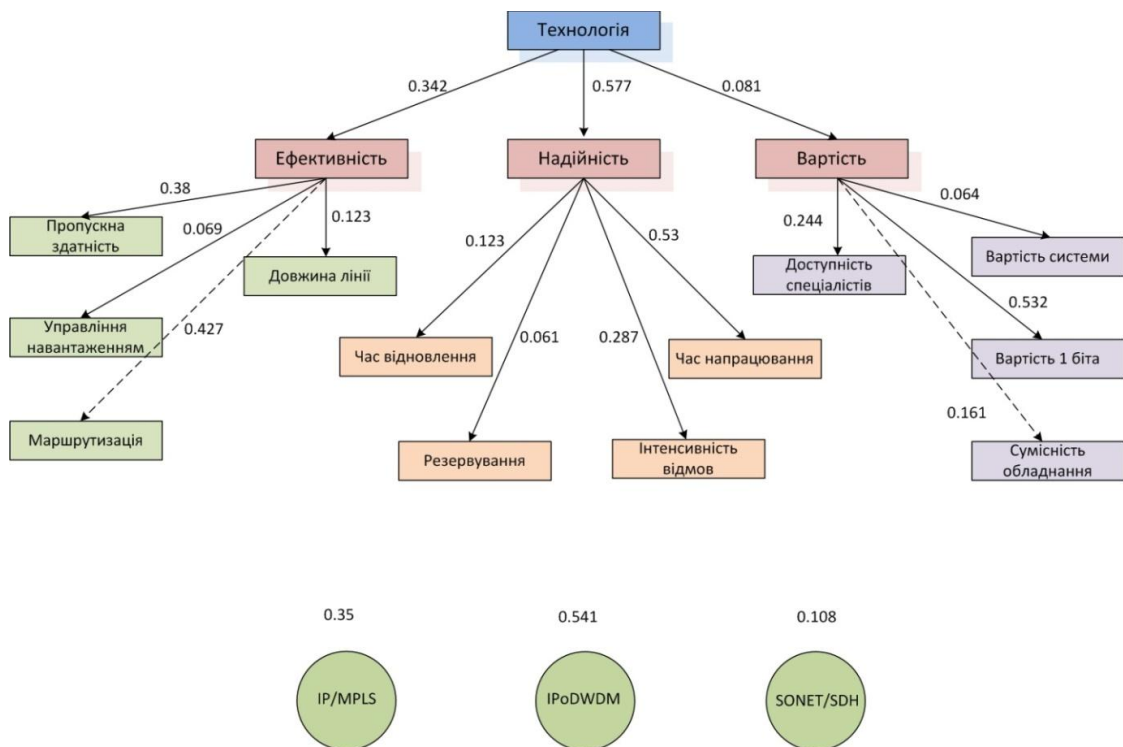 Технологія
0.342
0.577
0.081
Ефективність
Надійність
Вартість
0.38
0.069
0.123
0.427
Пропускна
здатність
Довжина лінії
Управління
навантаженням
Маршрутизація
0.123
0.061
0.287
0.53
Час відновлення
Час напрацювання
Резервування
Інтенсивність
відмов
0.244
0.064
0.532
0.161
Доступність
спеціалістів
Вартість системи
Вартість 1 біта
Сумісність
обладнання
0.35
0.541
0.108
IP/MPLS
IPoDWDM
SONET/SDH